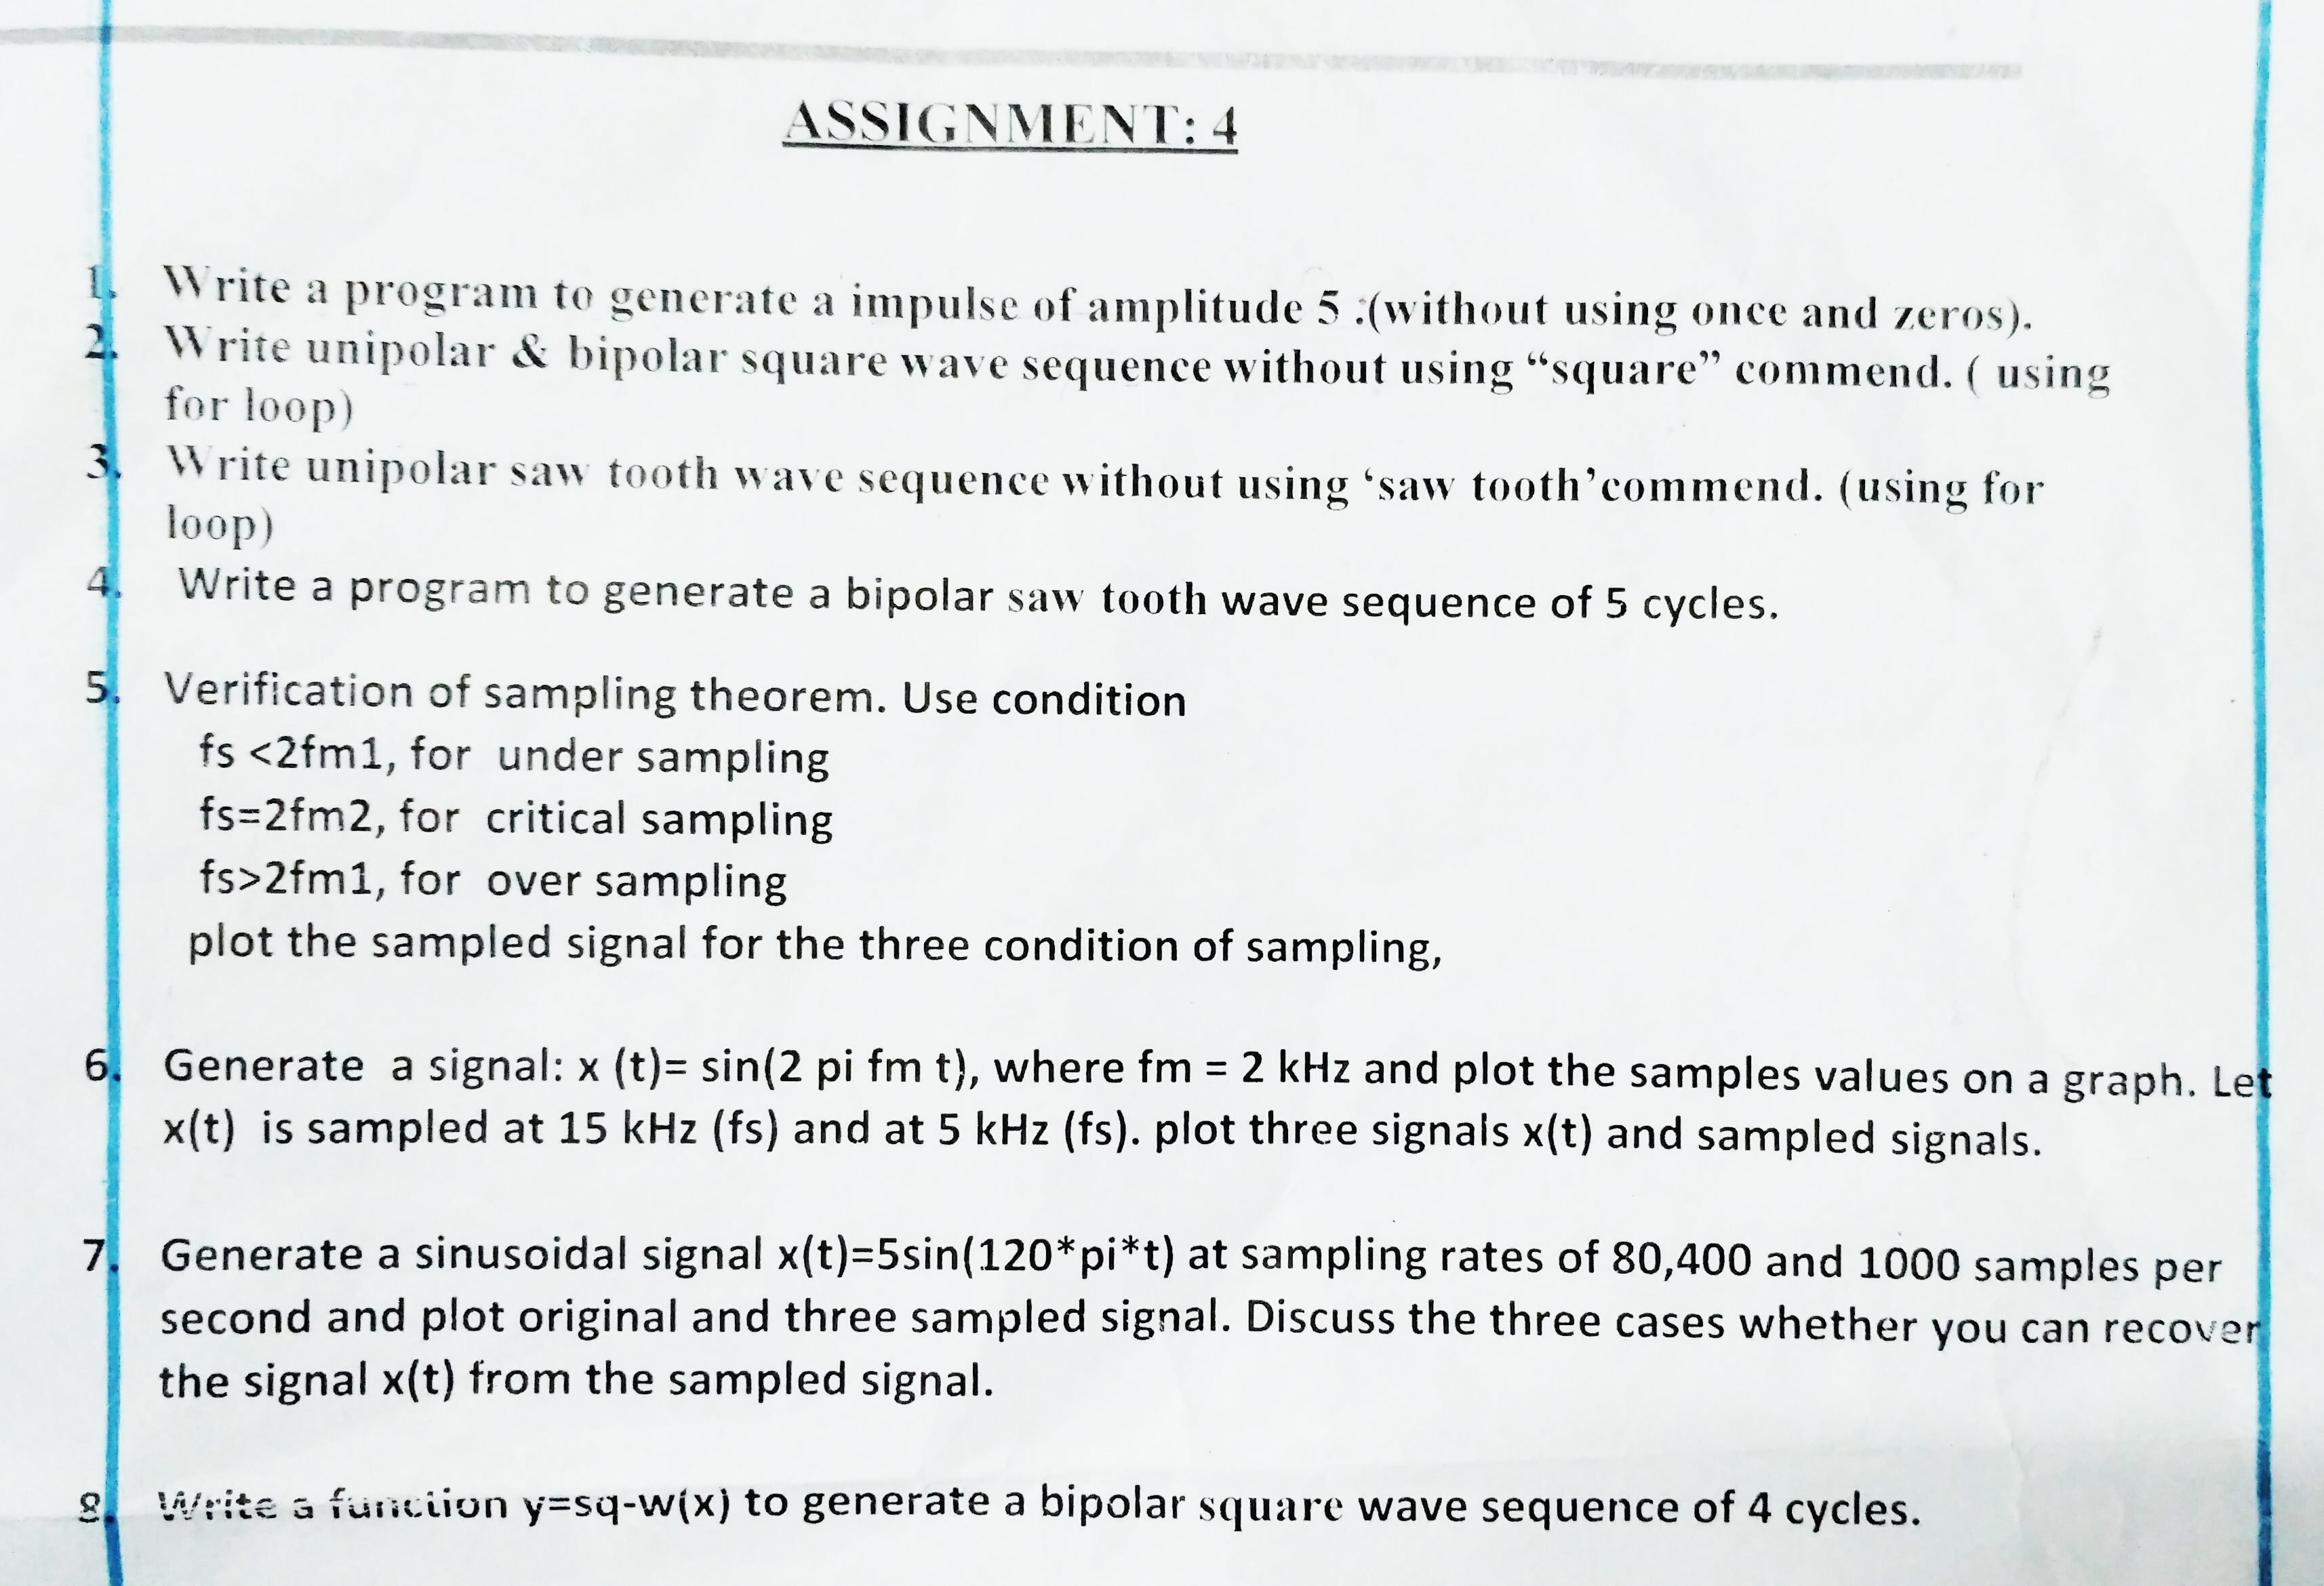 ASSIGNMENT: 4
1. Write a program to generate a impulse of amplitude 5 :(without using once and zeros).
2. Write unipolar & bipolar square wave sequence without using “square” commend. ( using
for loop)
3. Write unipolar saw tooth wave sequence without using ‘saw tooth’commend. (using for
loop)
4. Write a program to generate a bipolar saw tooth wave sequence of 5 cycles.
5. Verification of sampling theorem. Use condition
fs <2fm1, for under sampling
fs=2fm2, for critical sampling
fs>2fm1, for over sampling
plot the sampled signal for the three condition of sampling,
6. Generate a signal: x (t)= sin(2 pi fm t), where fm = 2 kHz and plot the samples values on a graph. Let
x(t) is sampled at 15 kHz (fs) and at 5 kHz (fs). plot three signals x(t) and sampled signals.
7. Generate a sinusoidal signal x(t)=5sin(120*pi*t) at sampling rates of 80,400 and 1000 samples per
second and plot original and three sampled signal. Discuss the three cases whether you can recover
the signal x(t) from the sampled signal.
8. Write a function y=sq-w(x) to generate a bipolar square wave sequence of 4 cycles.